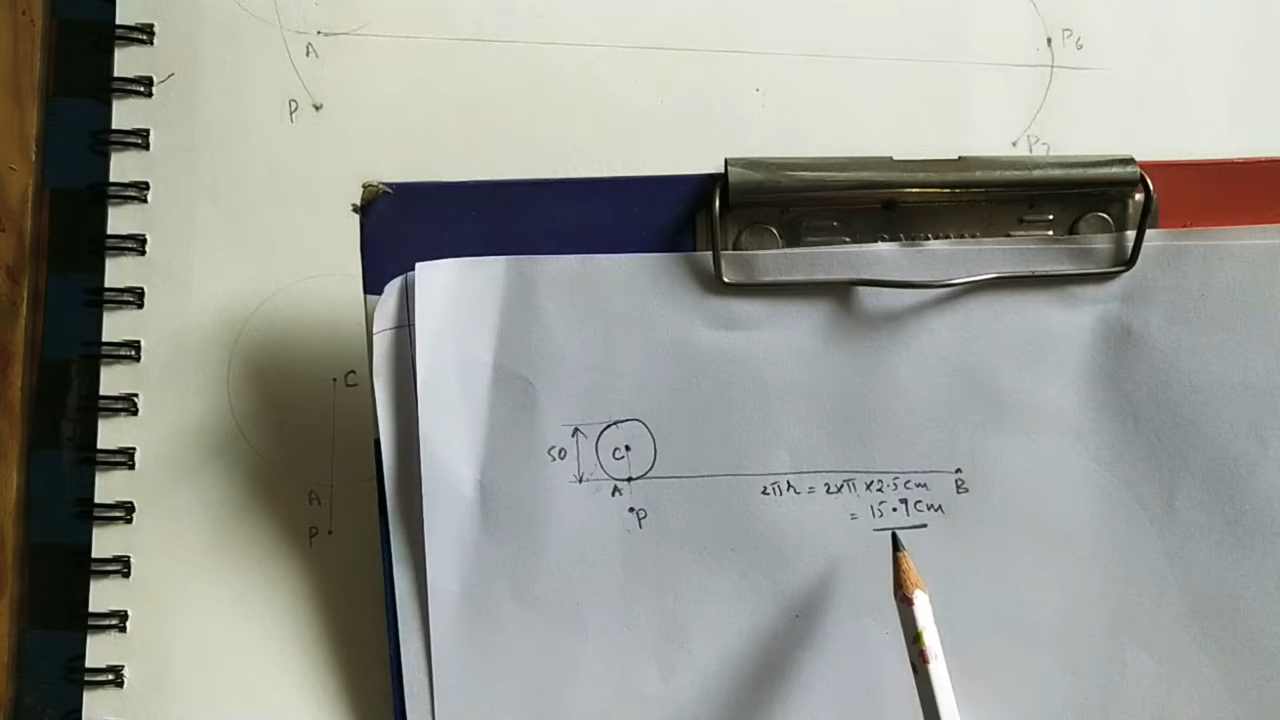 A
P6
P
P7
C
50
C
A
2πr = 2×π×2.5cm
B
= 15.7cm
P
A
P